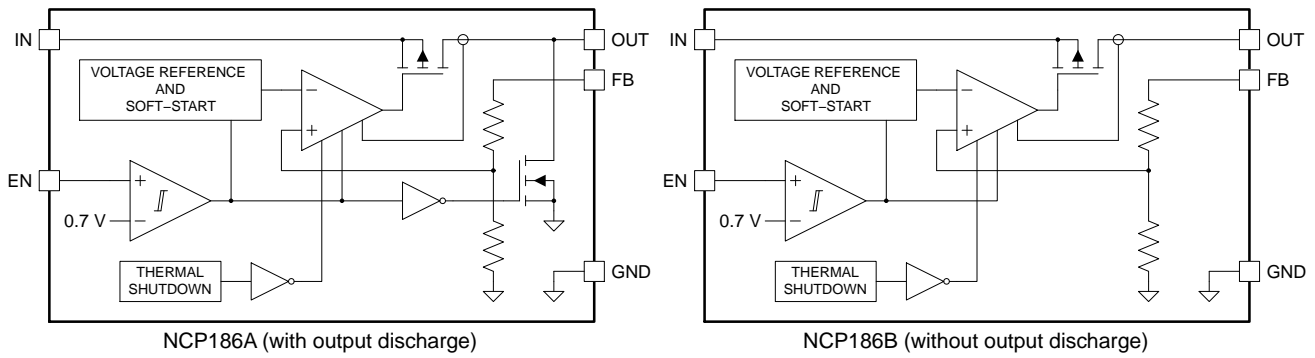 IN
OUT
VOLTAGE REFERENCE
AND
SOFT−START
−
+
FB
EN
+
−
0.7 V
THERMAL
SHUTDOWN
GND
NCP186A (with output discharge)
IN
OUT
VOLTAGE REFERENCE
AND
SOFT−START
−
+
FB
EN
+
−
0.7 V
THERMAL
SHUTDOWN
GND
NCP186B (without output discharge)